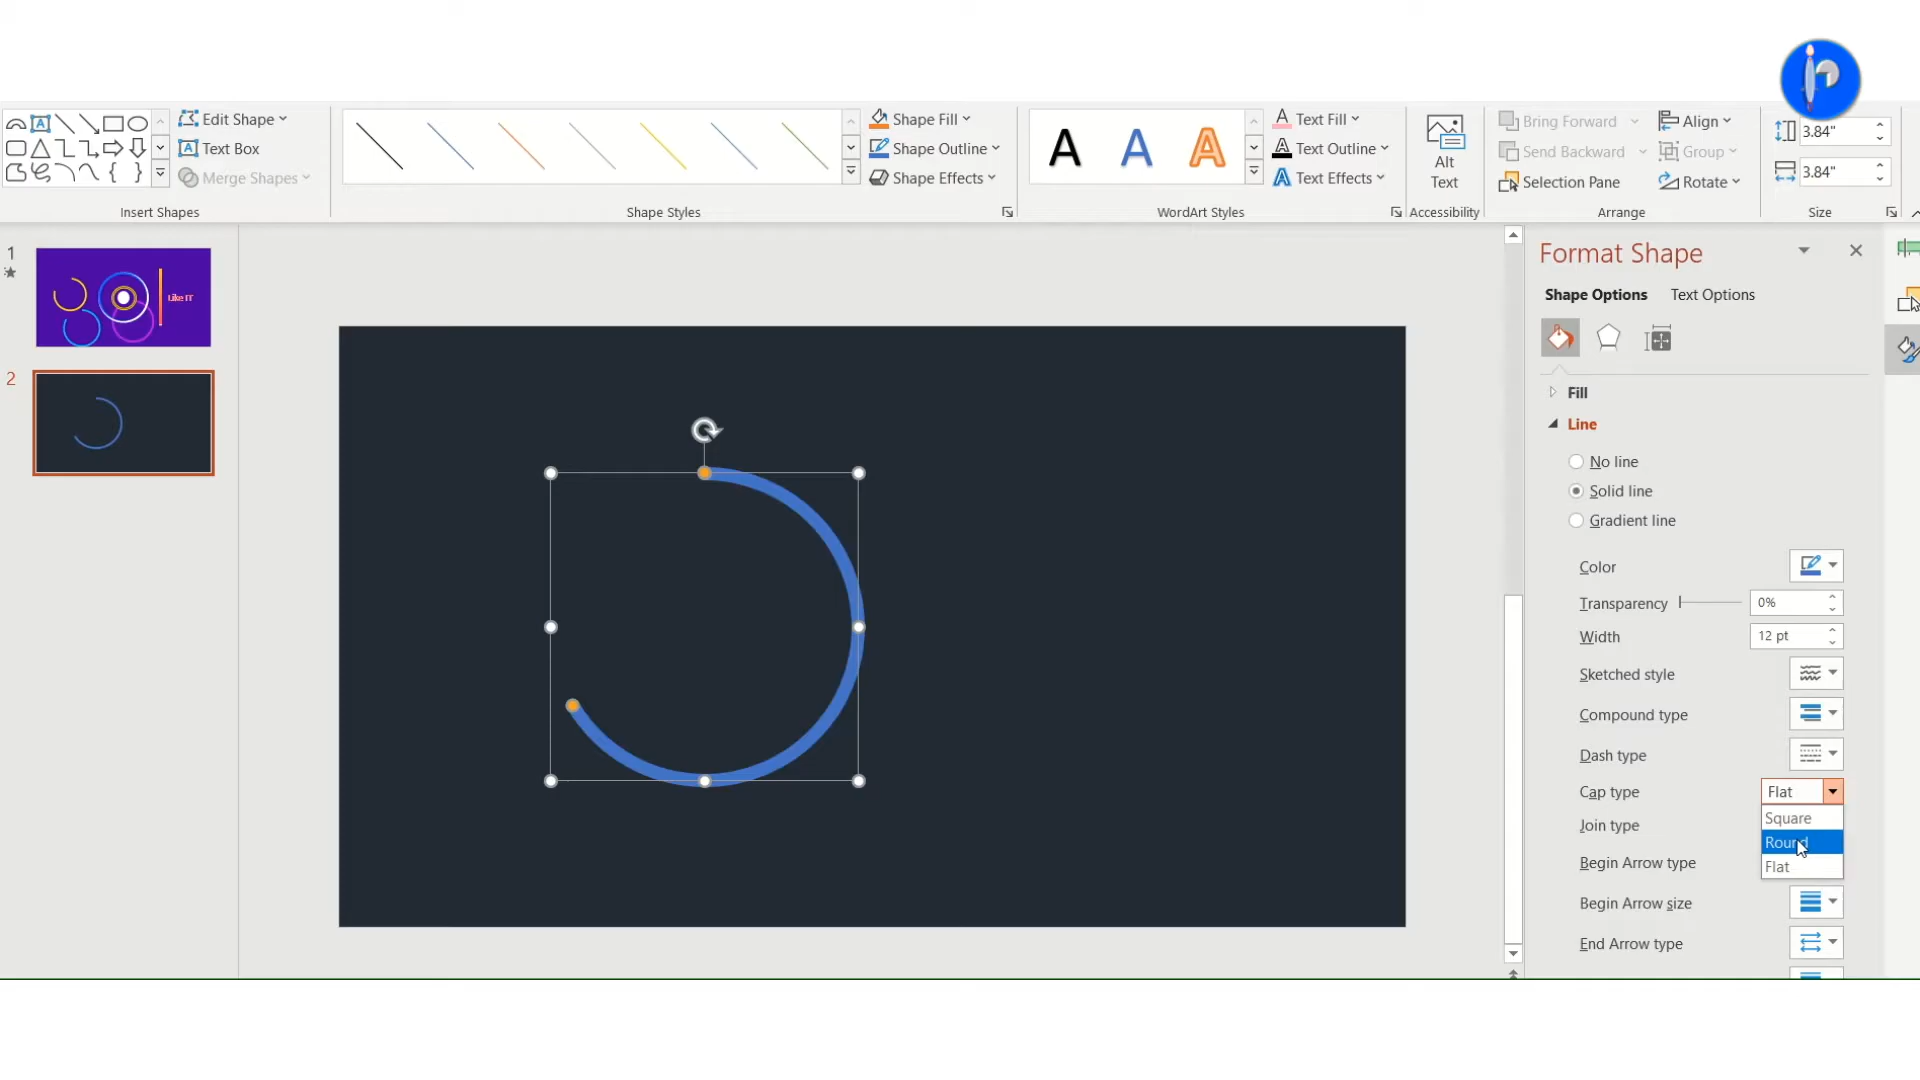 Edit Shape
Text Box
Merge Shapes
Insert Shapes
Shape Fill
Shape Outline
Shape Effects
Shape Styles
A A A
Text Fill
Text Outline
Text Effects
WordArt Styles
Alt
Text
Accessibility
Bring Forward
Send Backward
Selection Pane
Align
Group
Rotate
Arrange
3.84"
3.84"
Size
1
Like IT
2
Format Shape
Shape Options Text Options
Fill
Line
No line
Solid line
Gradient line
Color
Transparency 0%
Width 12 pt
Sketched style
Compound type
Dash type
Cap type Flat
Square
Join type
Round
Begin Arrow type
Flat
Begin Arrow size
End Arrow type